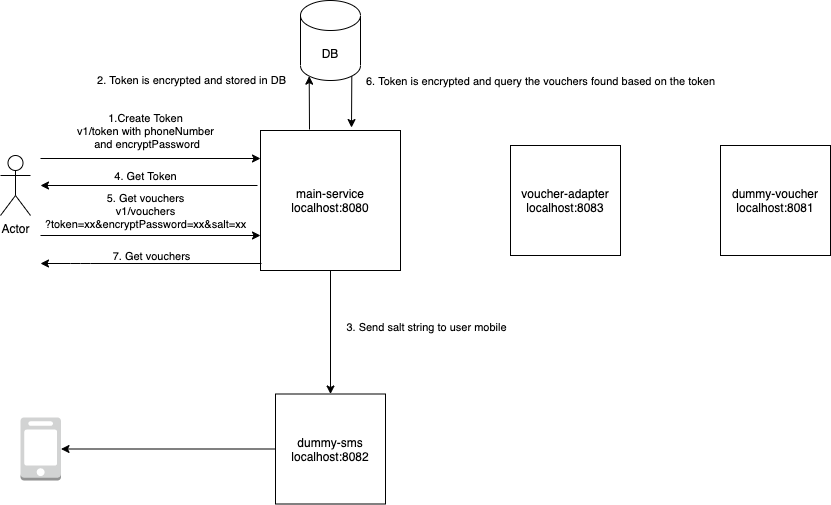 DB
2. Token is encrypted and stored in DB
6. Token is encrypted and query the vouchers found based on the token
1.Create Token
v1/token with phoneNumber
and encryptPassword
4. Get Token
5. Get vouchers
v1/vouchers
?token=xx&encryptPassword=xx&salt=xx
7. Get vouchers
Actor
main-service
localhost:8080
voucher-adapter
localhost:8083
dummy-voucher
localhost:8081
3. Send salt string to user mobile
dummy-sms
localhost:8082